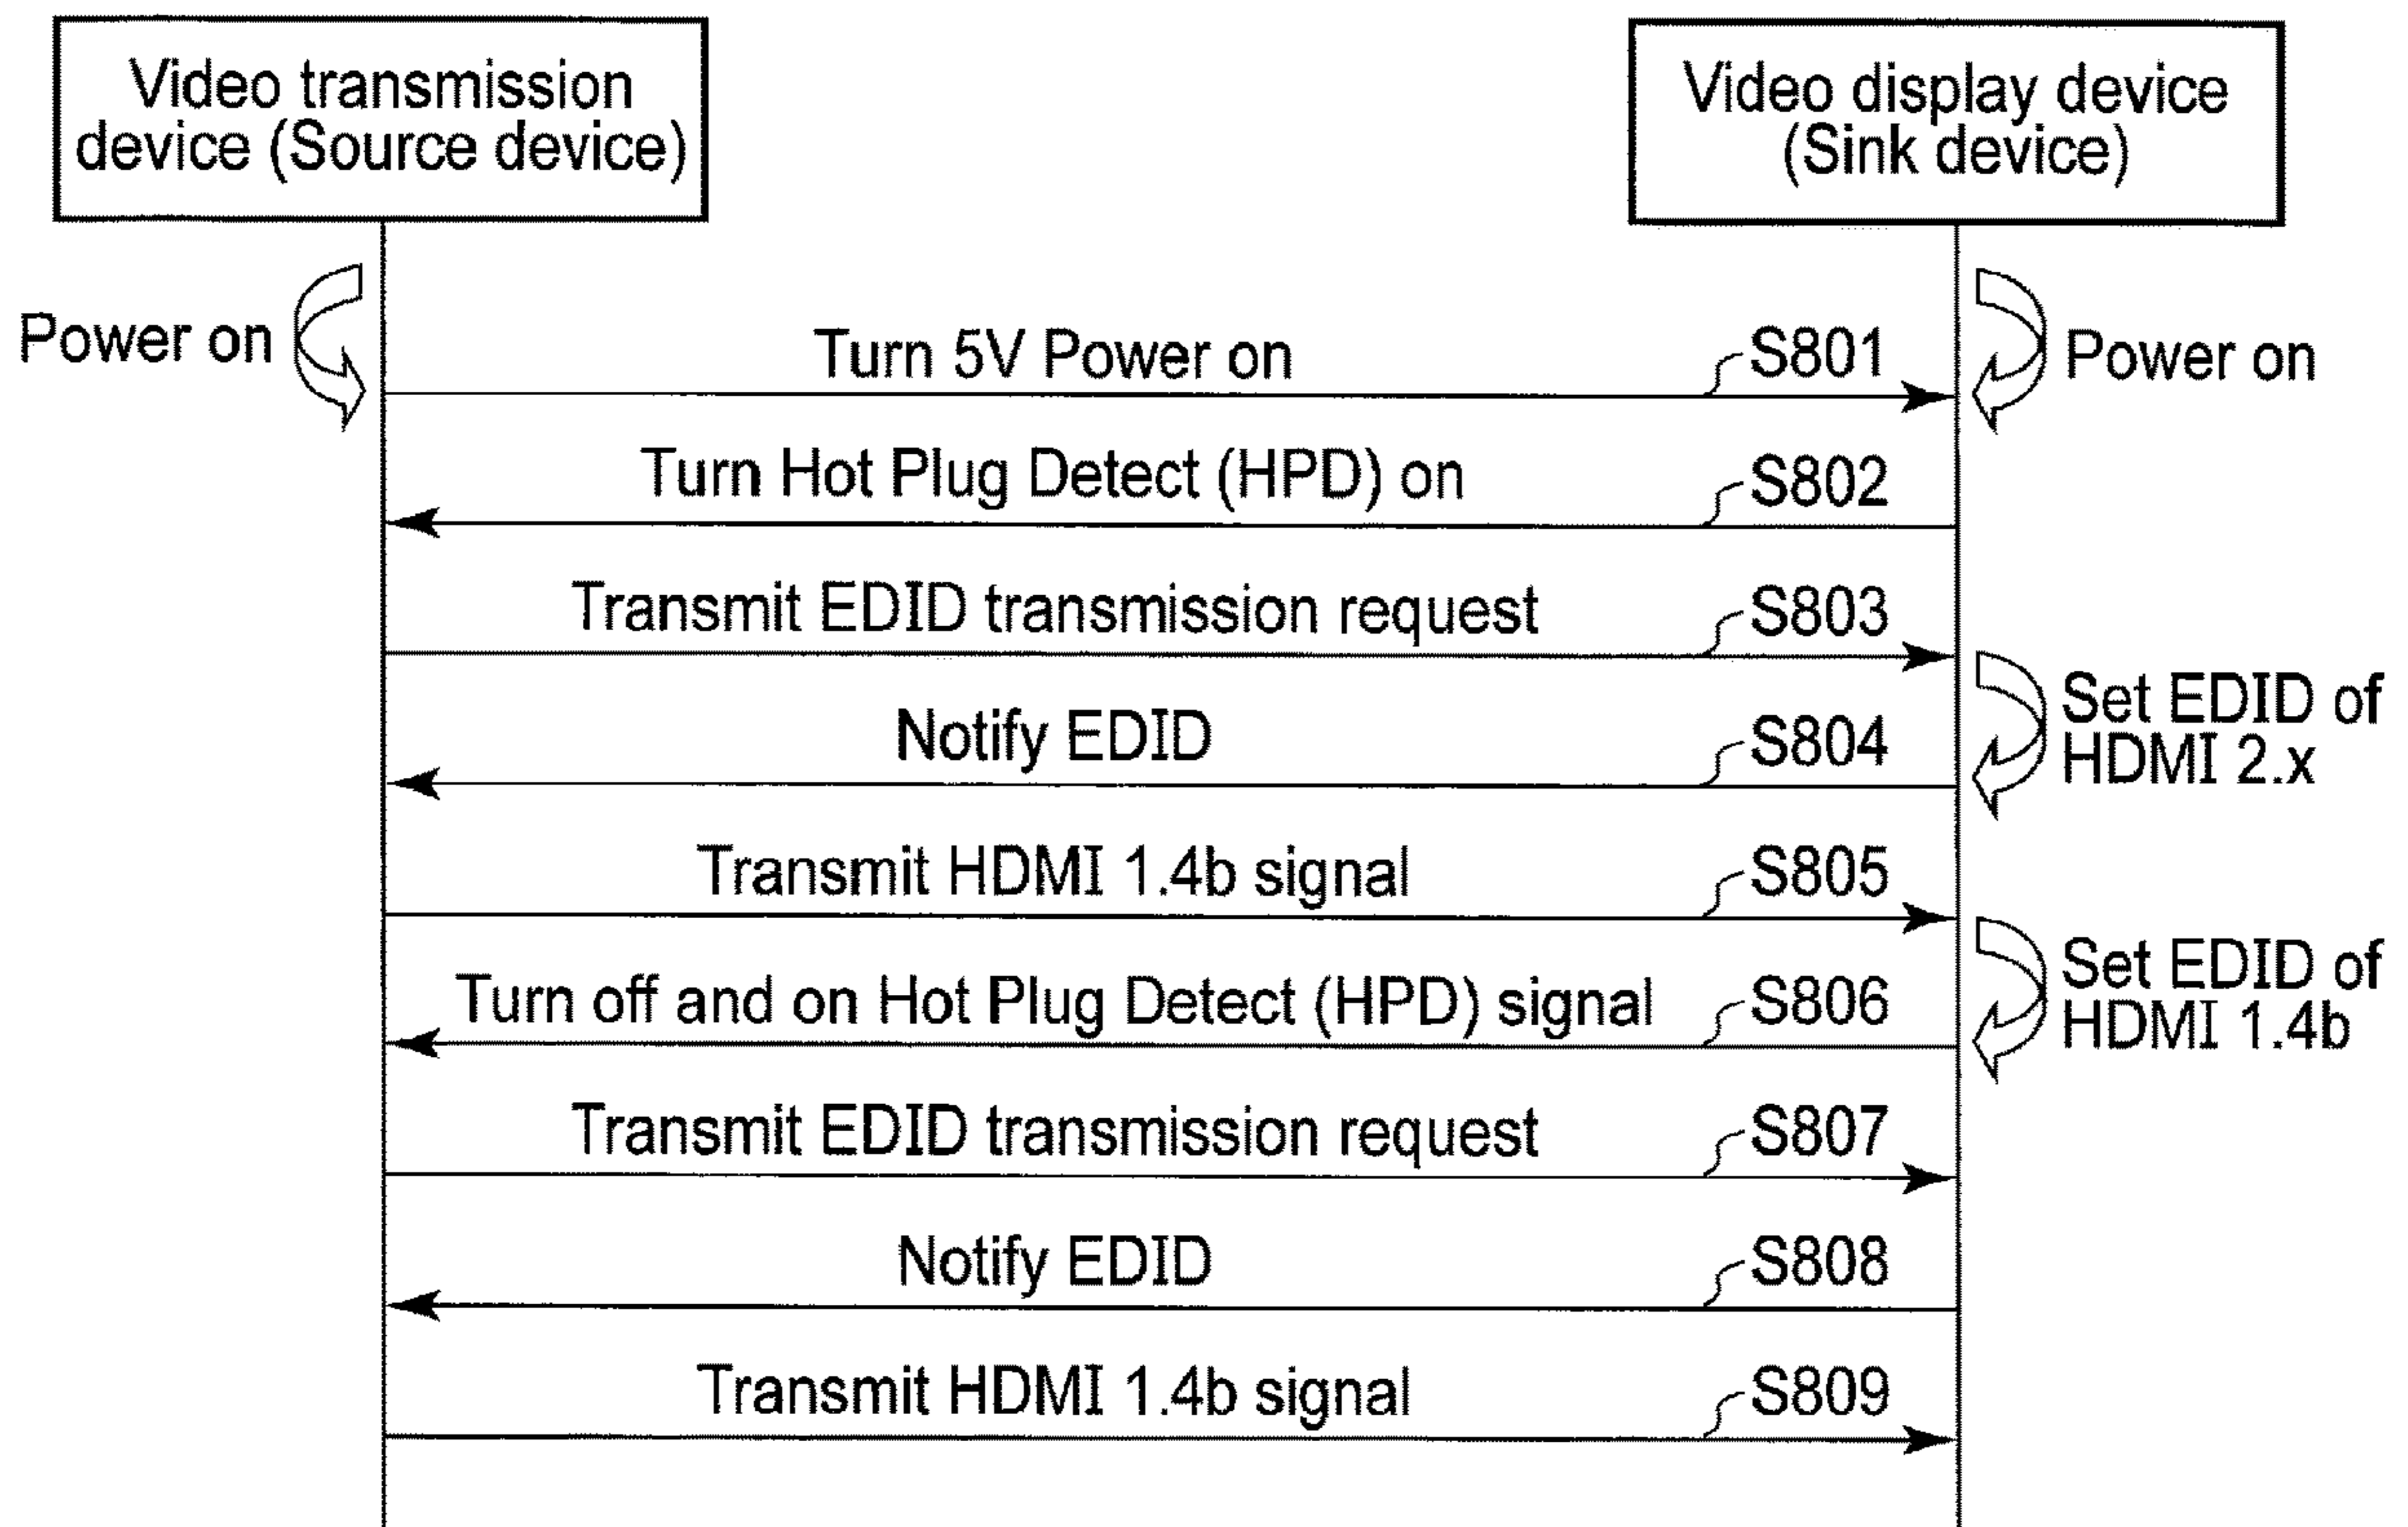 Video transmission
device (Source device)
Video display device
(Sink device)
Power on
Turn 5V Power on
S801
Power on
Turn Hot Plug Detect (HPD) on
S802
Transmit EDID transmission request
S803
Set EDID of
HDMI 2.x
Notify EDID
S804
Transmit HDMI 1.4b signal
S805
Set EDID of
HDMI 1.4b
Turn off and on Hot Plug Detect (HPD) signal
S806
Transmit EDID transmission request
S807
Notify EDID
S808
Transmit HDMI 1.4b signal
S809